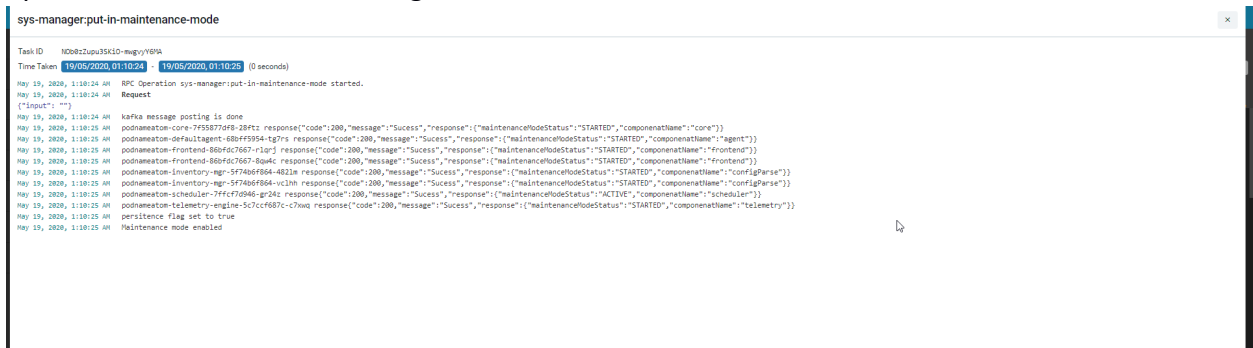 sys-manager:put-in-maintenance-mode
×
Task ID NOb0zZupu3SKiO-mwgvyY6MA
Time Taken 19/05/2020, 01:10:24 - 19/05/2020, 01:10:25 (0 seconds)
May 19, 2020, 1:10:24 AM RPC Operation sys-manager:put-in-maintenance-mode started.
May 19, 2020, 1:10:24 AM Request
{"input": ""}
May 19, 2020, 1:10:24 AM kafka message posting is done
May 19, 2020, 1:10:25 AM podnameatom-core-7f55877df8-28ftz response{"code":200,"message":"Sucess","response":{"maintenanceModeStatus":"STARTED","componenatName":"core"}}
May 19, 2020, 1:10:25 AM podnameatom-defaultagent-68bff5954-tg7rs response{"code":200,"message":"Sucess","response":{"maintenanceModeStatus":"STARTED","componenatName":"agent"}}
May 19, 2020, 1:10:25 AM podnameatom-frontend-86bfdc7667-rlqrj response{"code":200,"message":"Sucess","response":{"maintenanceModeStatus":"STARTED","componenatName":"frontend"}}
May 19, 2020, 1:10:25 AM podnameatom-frontend-86bfdc7667-8qw4c response{"code":200,"message":"Sucess","response":{"maintenanceModeStatus":"STARTED","componenatName":"frontend"}}
May 19, 2020, 1:10:25 AM podnameatom-inventory-mgr-5f74b6f864-482lm response{"code":200,"message":"Sucess","response":{"maintenanceModeStatus":"STARTED","componenatName":"configParse"}}
May 19, 2020, 1:10:25 AM podnameatom-inventory-mgr-5f74b6f864-vclhh response{"code":200,"message":"Sucess","response":{"maintenanceModeStatus":"STARTED","componenatName":"configParse"}}
May 19, 2020, 1:10:25 AM podnameatom-scheduler-7ffcf7d946-gr24z response{"code":200,"message":"Sucess","response":{"maintenanceModeStatus":"ACTIVE","componenatName":"scheduler"}}
May 19, 2020, 1:10:25 AM podnameatom-telemetry-engine-5c7ccf687c-c7xwq response{"code":200,"message":"Sucess","response":{"maintenanceModeStatus":"STARTED","componenatName":"telemetry"}}
May 19, 2020, 1:10:25 AM persitence flag set to true
May 19, 2020, 1:10:25 AM Maintenance mode enabled